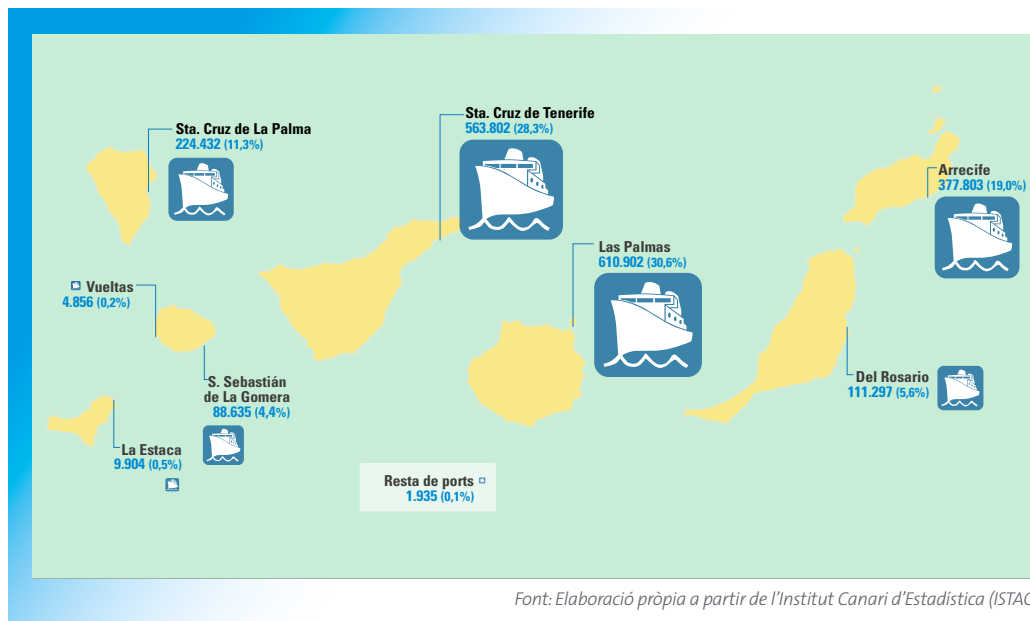 Sta. Cruz de La Palma
224.432 (11,3%)
Sta. Cruz de Tenerife
563.802 (28,3%)
Arrecife
377.803 (19,0%)
Las Palmas
610.902 (30,6%)
Vueltas
4.856 (0,2%)
S. Sebastián
de La Gomera
88.635 (4,4%)
Del Rosario
111.297 (5,6%)
La Estaca
9.904 (0,5%)
Resta de ports
1.935 (0,1%)
Font: Elaboració pròpia a partir de l'Institut Canari d'Estadística (ISTAC